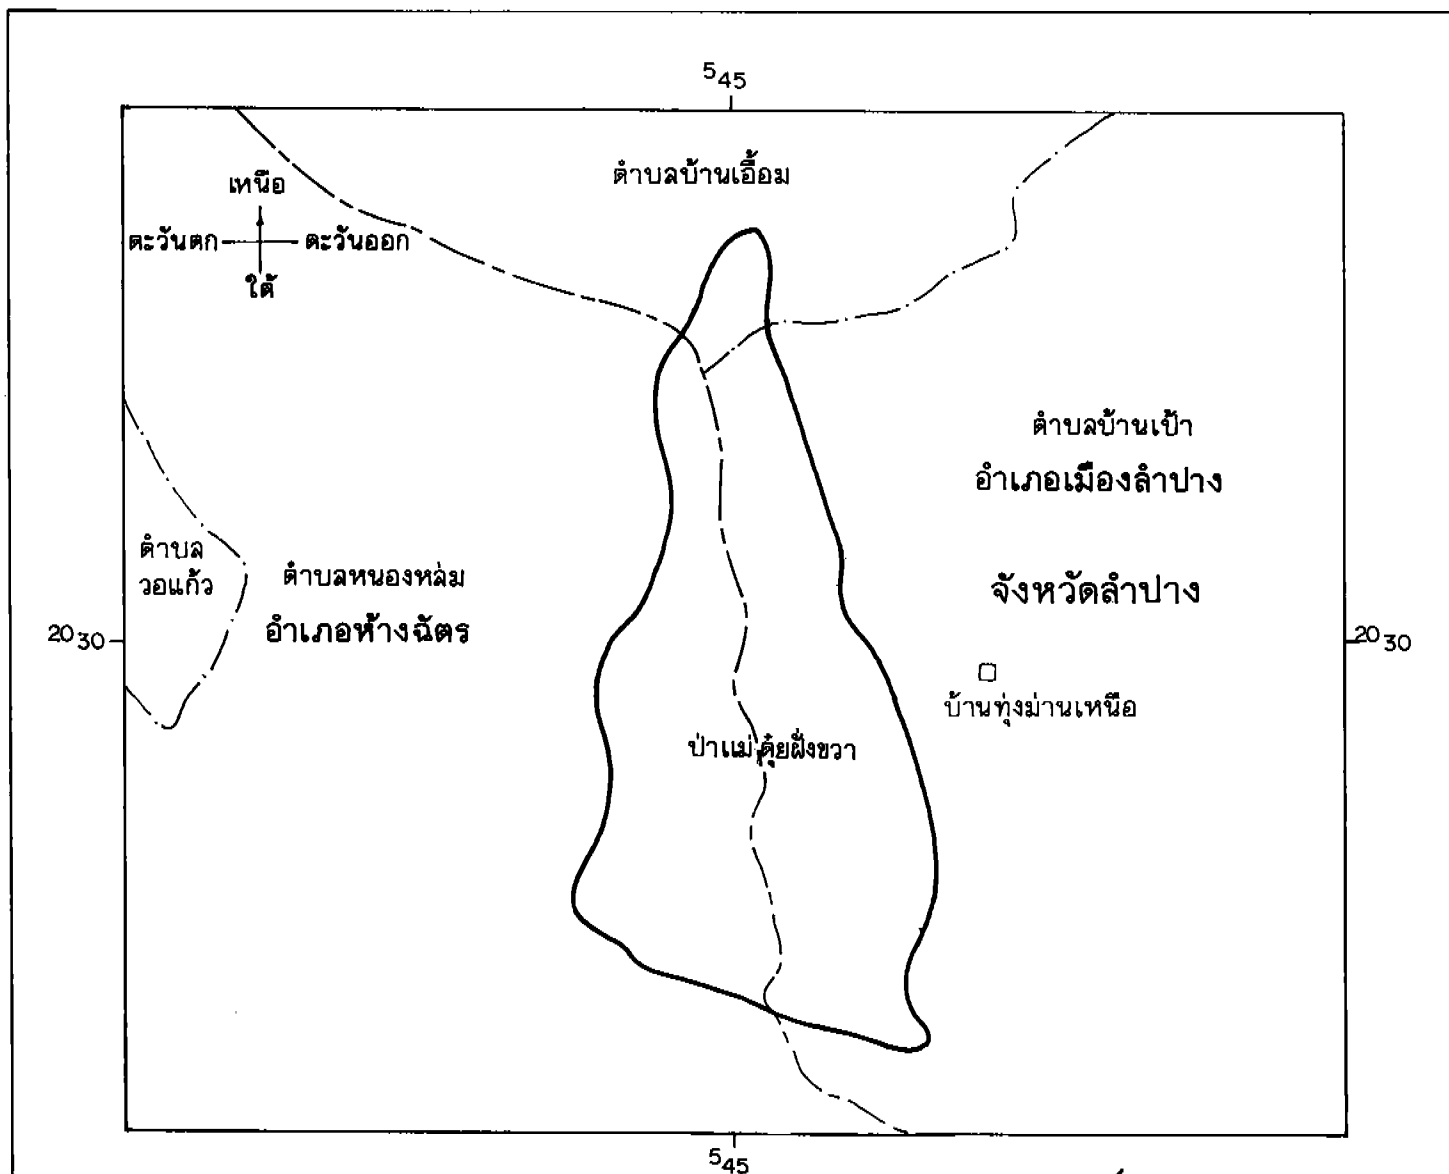 545
ตำบลบ้านเอื้อม
เหนือ
ตะวันตก ตะวันออก
ใต้
ตำบลบ้านเป้า
อำเภอเมืองลำปาง
ตำบล
วอแก้ว
ตำบลหนองหล่ม
อำเภอห้างฉัตร
จังหวัดลำปาง
2030
2030
บ้านทุ่งม่านเหนือ
ป่าแม่ตุ๋ยฝั่งขวา
545